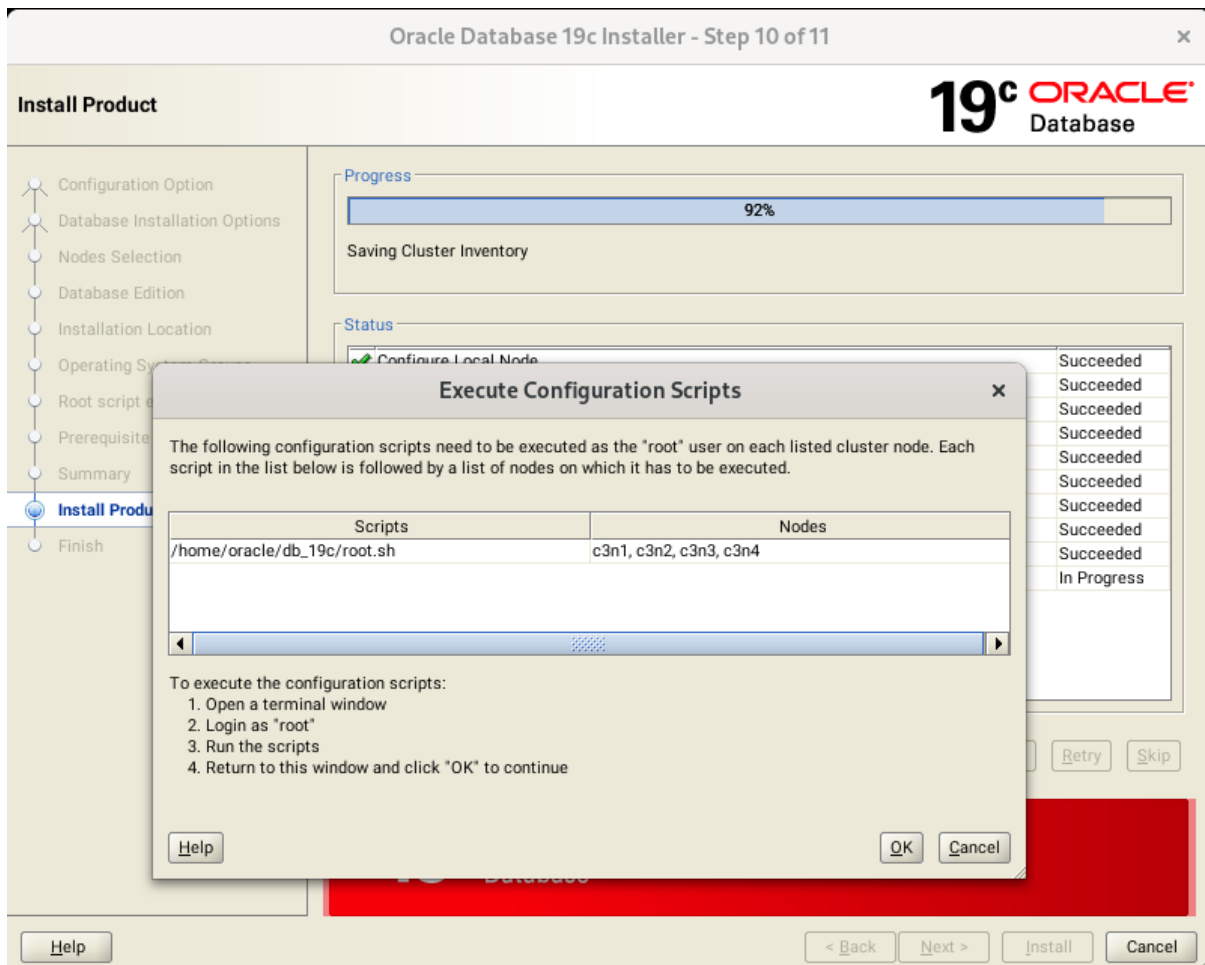 Oracle Database 19c Installer - Step 10 of 11
Install Product
19c ORACLE
Database
Configuration Option
Database Installation Options
Nodes Selection
Database Edition
Installation Location
Operating
Root script
Prerequisite
Summary
Install
Finish
Progress
92%
Saving Cluster Inventory
Status
Configure Local Node Succeeded
Succeeded
Succeeded
Succeeded
Succeeded
Succeeded
Succeeded
Succeeded
Succeeded
In Progress
Execute Configuration Scripts
The following configuration scripts need to be executed as the "root" user on each listed cluster node. Each
script in the list below is followed by a list of nodes on which it has to be executed.
Scripts Nodes
/home/oracle/db_19c/root.sh c3n1, c3n2, c3n3, c3n4
To execute the configuration scripts:
1. Open a terminal window
2. Login as "root"
3. Run the scripts
4. Return to this window and click "OK" to continue
Help OK Cancel
Retry Skip
Help < Back Next > Install Cancel